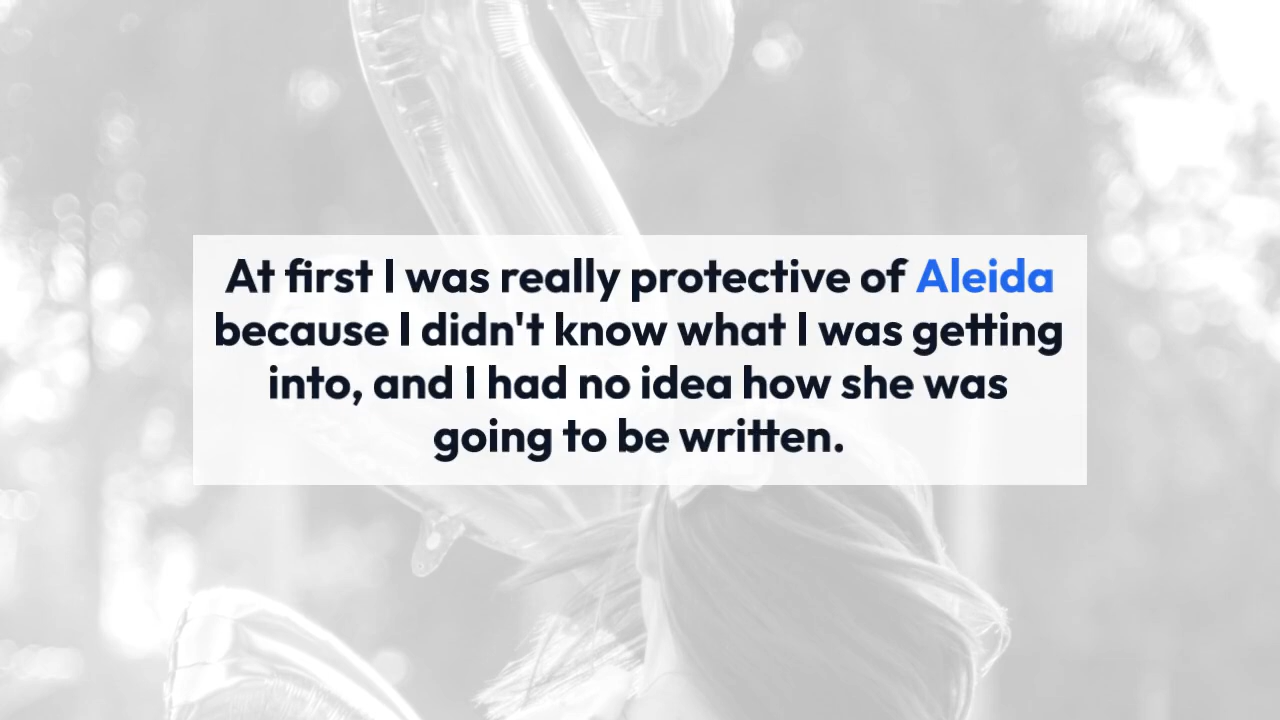 At first I was really protective of Aleida
because I didn't know what I was getting
into, and I had no idea how she was
going to be written.